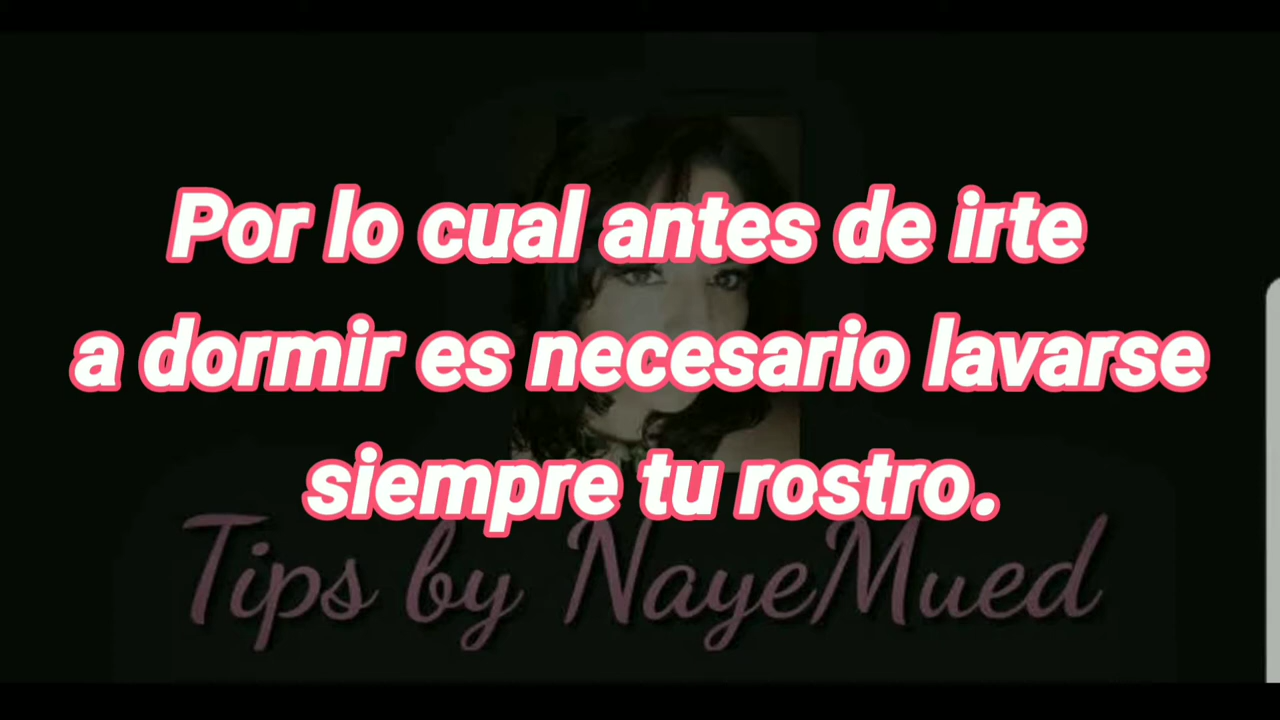 Por lo cual antes de irte
a dormir es necesario lavarse
siempre tu rostro.
Tips by NayeMued